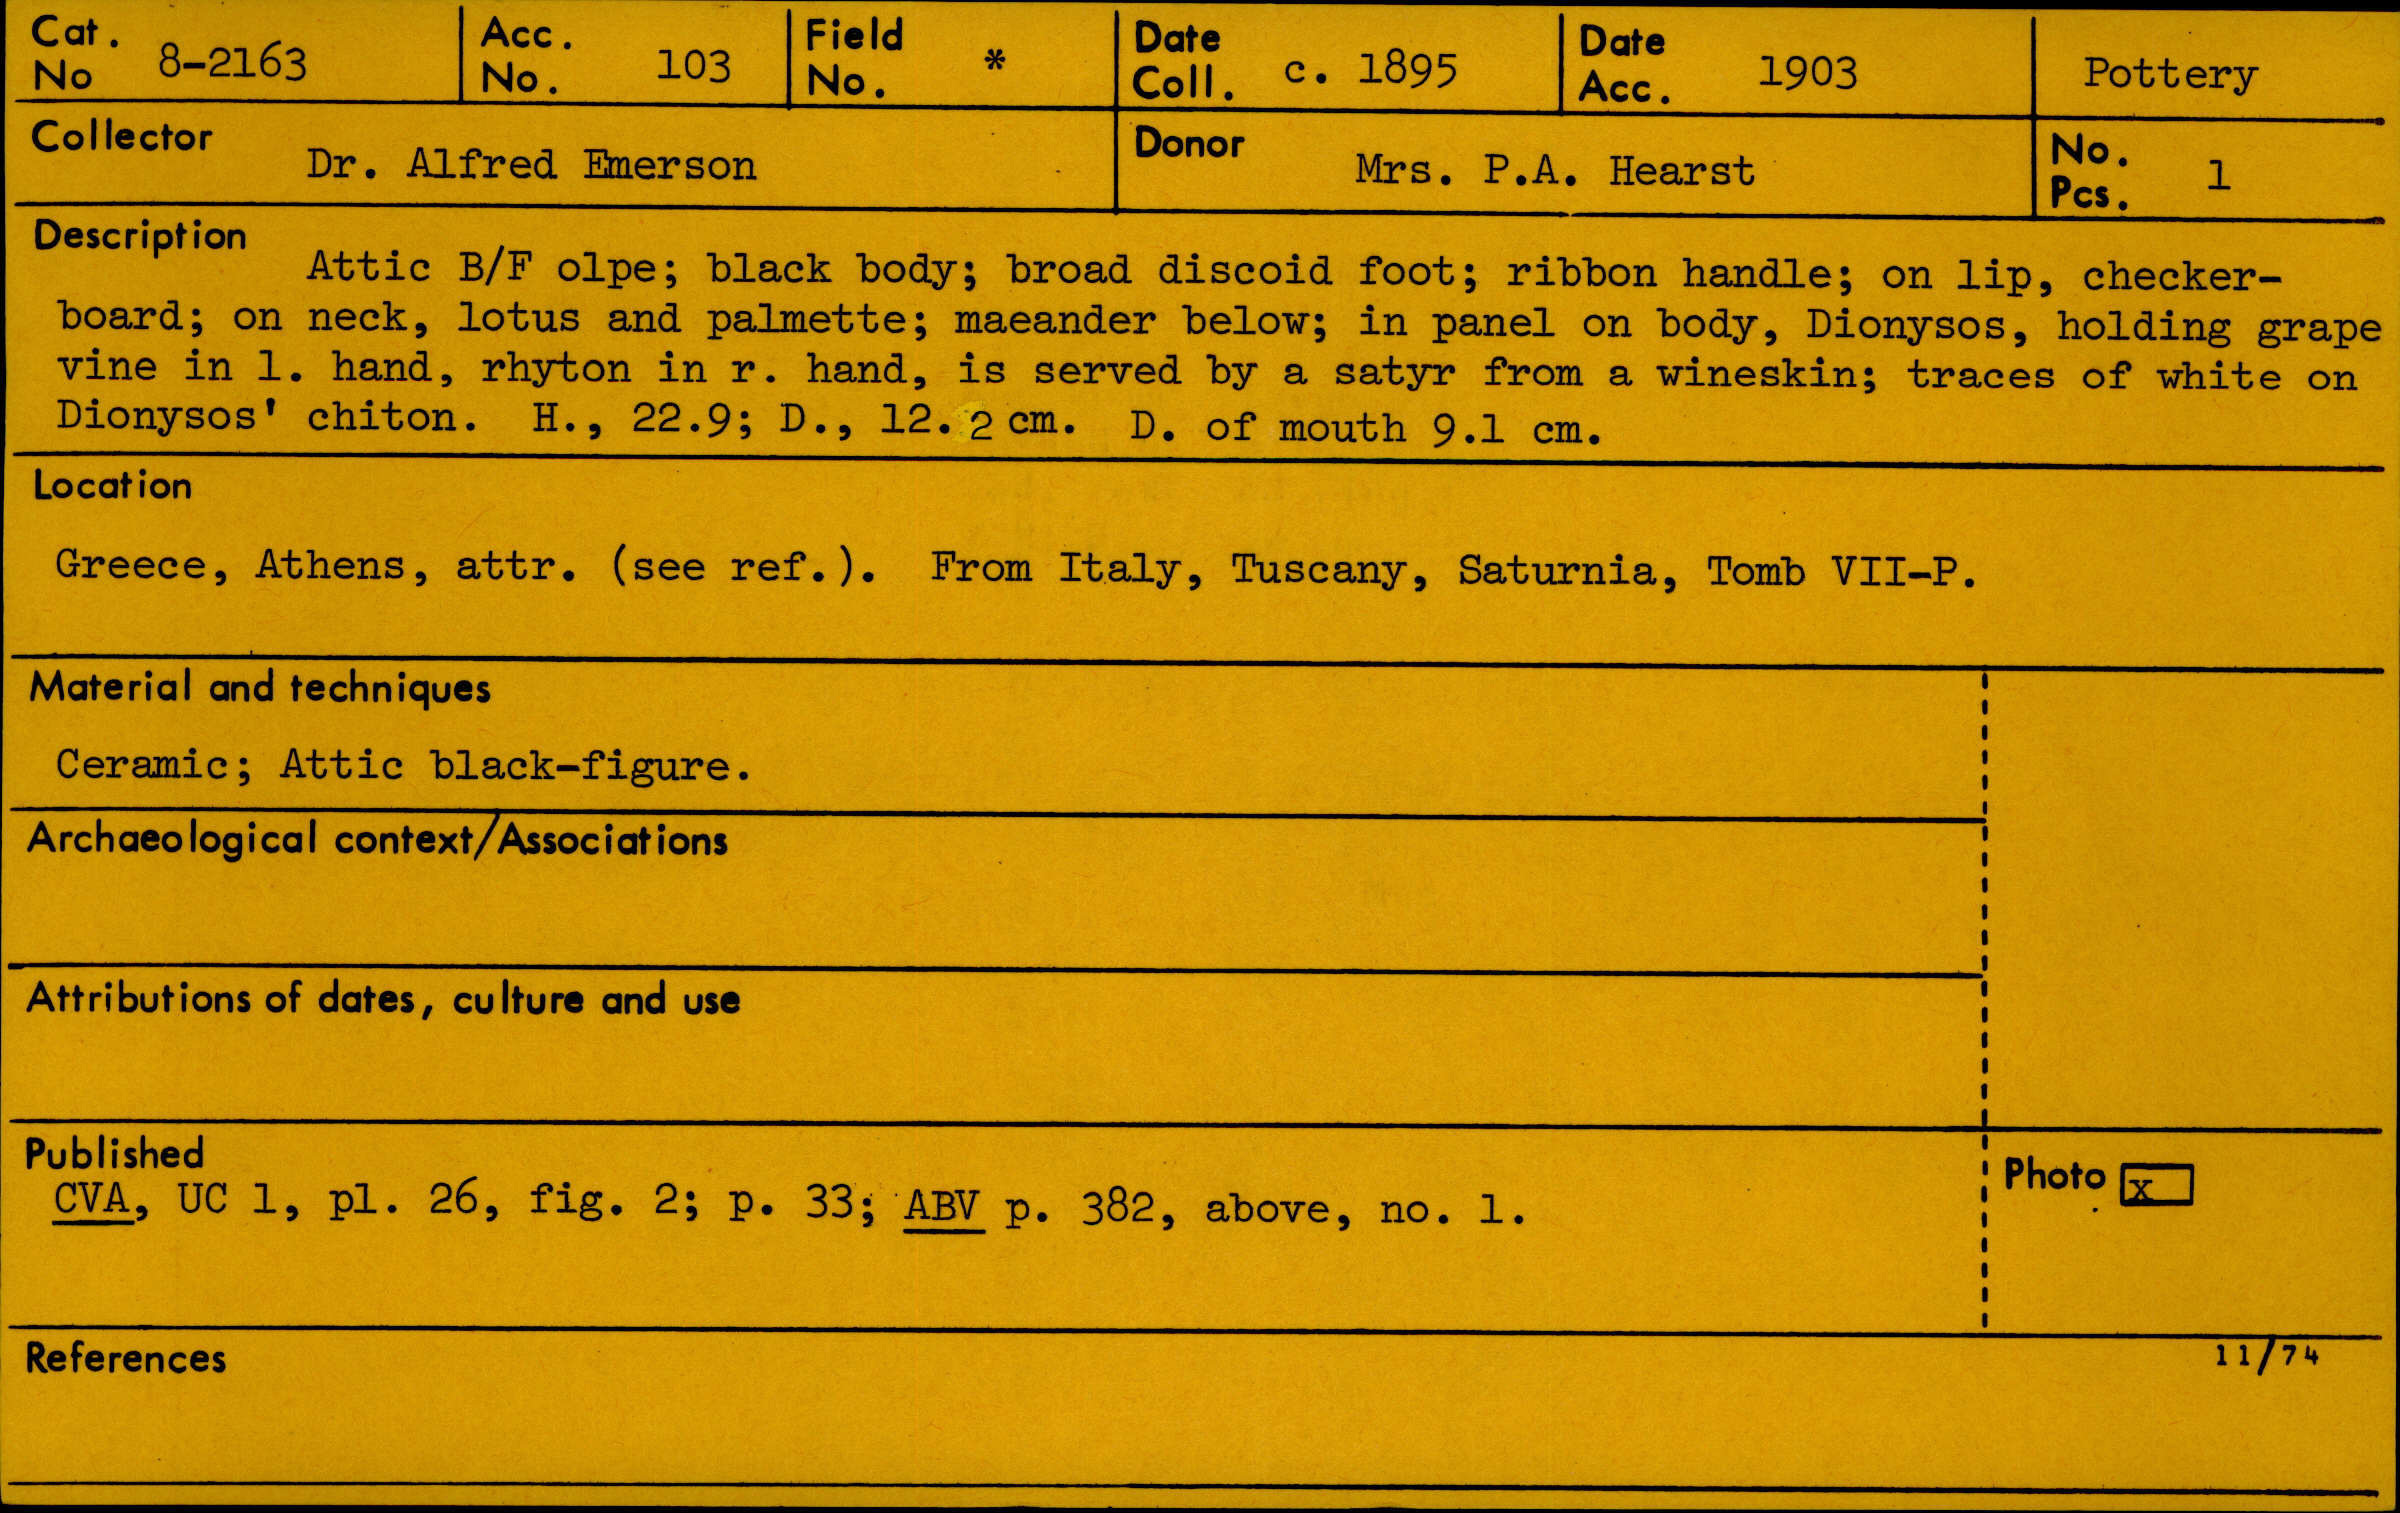 Cat. No 8-2163 Acc. No. 103 Field No. * Date Coll. c. 1895 Date Acc. 1903 Pottery
Collector Dr. Alfred Emerson Donor Mrs. P.A. Hearst No. Pcs. 1
Description
Attic B/F olpe; black body; broad discoid foot; ribbon handle; on lip, checker-
board; on neck, lotus and palmette; maeander below; in panel on body, Dionysos, holding grape
vine in l. hand, rhyton in r. hand, is served by a satyr from a wineskin; traces of white on
Dionysos' chiton. H., 22.9; D., 12.2 cm. D. of mouth 9.1 cm.
Location
Greece, Athens, attr. (see ref.). From Italy, Tuscany, Saturnia, Tomb VII-P.
Material and techniques
Ceramic; Attic black-figure.
Archaeological context/Associations
Attributions of dates, culture and use
Published
CVA, UC 1, pl. 26, fig. 2; p. 33; ABV p. 382, above, no. 1.
Photo x
References
11/74